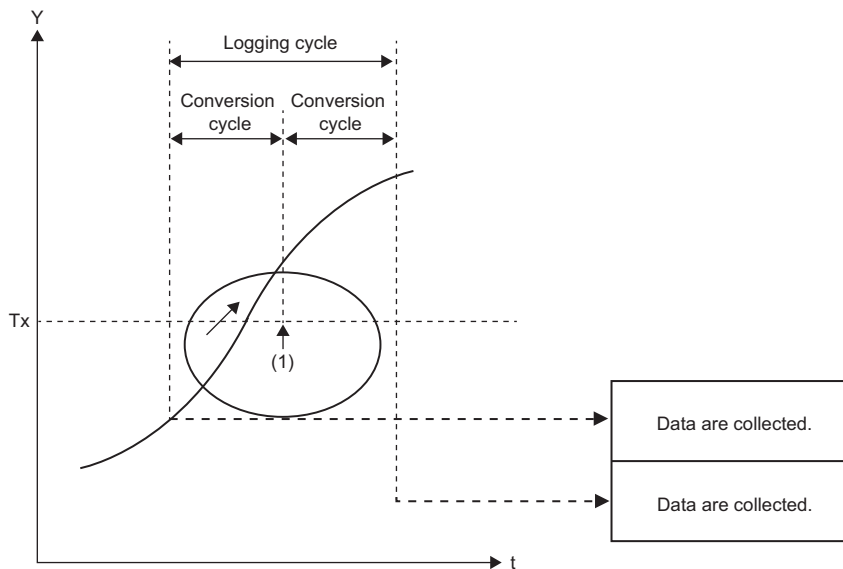 Y
Logging cycle
Conversion
cycle
Conversion
cycle
Tx
(1)
Data are collected.
Data are collected.
t